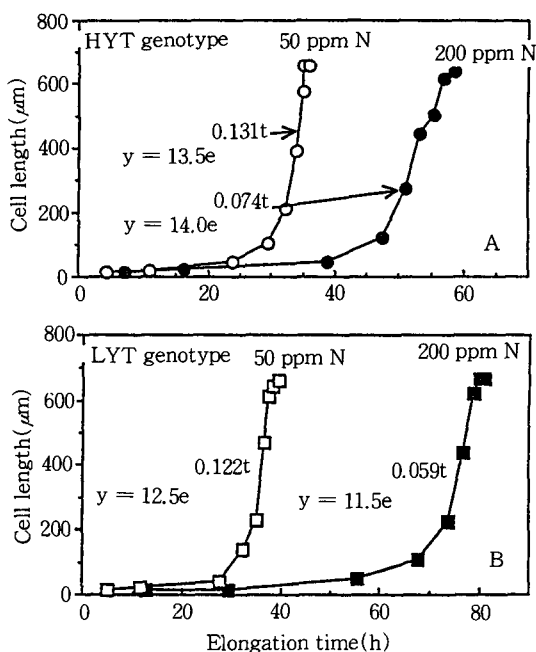 800
HYT genotype 50 ppm N
200 ppm N
600
0.131t
400
y = 13.5e
0.074t
200
y = 14.0e
A
0
0 20 40 60
Cell length(μm)
800
LYT genotype 50 ppm N 200 ppm N
600
0.122t 0.059t
400
y = 12.5e y = 11.5e
200
B
0
0 20 40 60 80
Cell length(μm)
Elongation time(h)